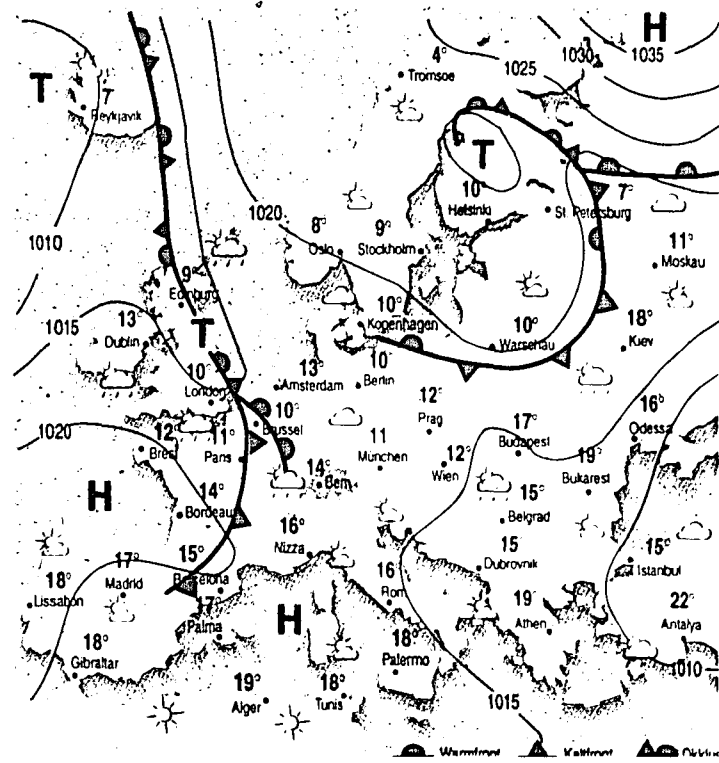 H
1030
1035
1025
4°
Tromsoe
T
7
Reykjavik
T
10
Helsinki
7°
St. Petersburg
1020
8°
Oslo
9°
Stockholm
1010
11°
Moskau
9°
Edinburg
1015
13°
Dublin
T
10°
Kopenhagen
10°
Warschau
18°
Kiev
10°
London
13°
Amsterdam
10
Berlin
10°
Brüssel
12°
Prag
17°
Budapest
16°
Odessa
1020
12°
Brest
11°
Paris
11
München
12°
Wien
19°
Bukarest
H
14°
Bordeaux
14°
Bern
15°
Belgrad
16°
Nizza
15
Dubrovnik
15°
Istanbul
18°
Lissabon
17°
Madrid
15°
Barcelona
16
Rom
17°
Palma
H
19
Athen
22°
Antalya
18°
Gibraltar
18°
Palermo
1010
19°
Alger
18°
Tunis
1015
Warmfront
Kaltfront